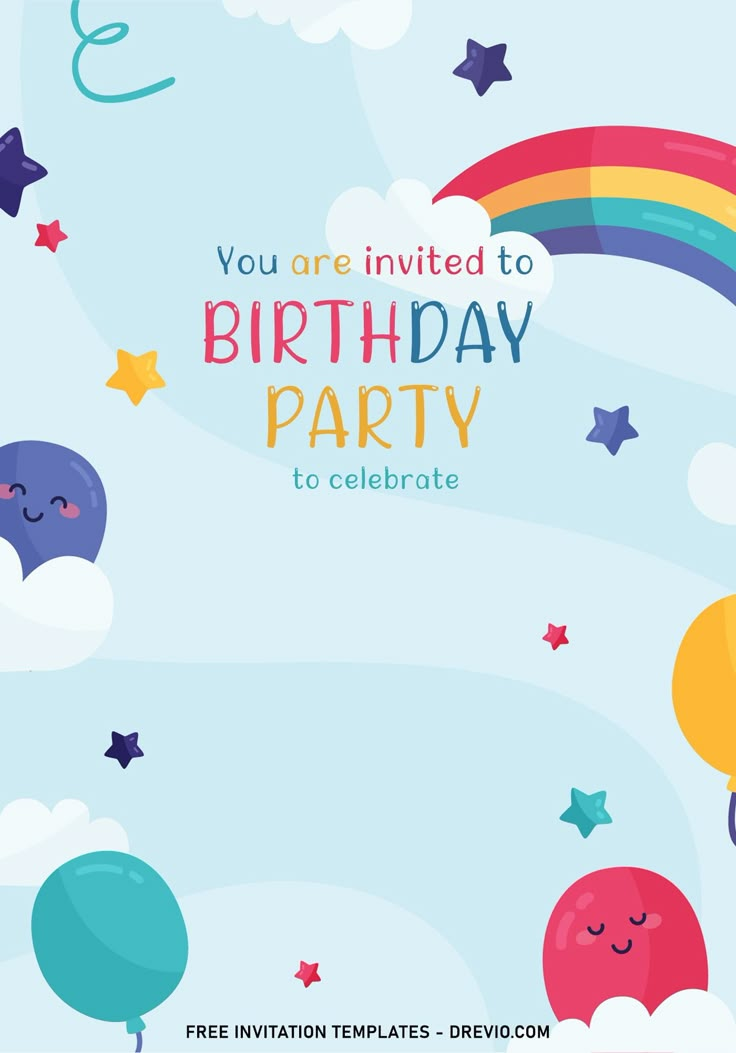 You are invited to
BIRTHDAY
PARTY
to celebrate
FREE INVITATION TEMPLATES - DREVIO.COM